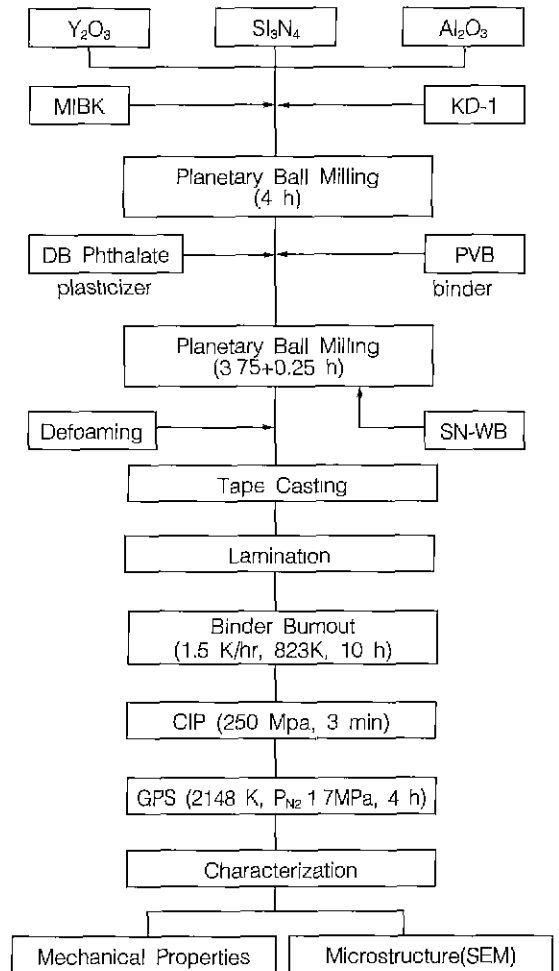 Y₂O₃
SI₃N₄
Al₂O₃
MIBK
KD-1
Planetary Ball Milling
(4 h)
DB Phthalate
PVB
plasticizer
binder
Planetary Ball Milling
(3 75+0.25 h)
Defoaming
SN-WB
Tape Casting
Lamination
Binder Burnout
(1.5 K/hr, 823K, 10 h)
CIP (250 Mpa, 3 min)
GPS (2148 K, P_N2 1 7MPa, 4 h)
Characterization
Mechanical Properties
Microstructure(SEM)